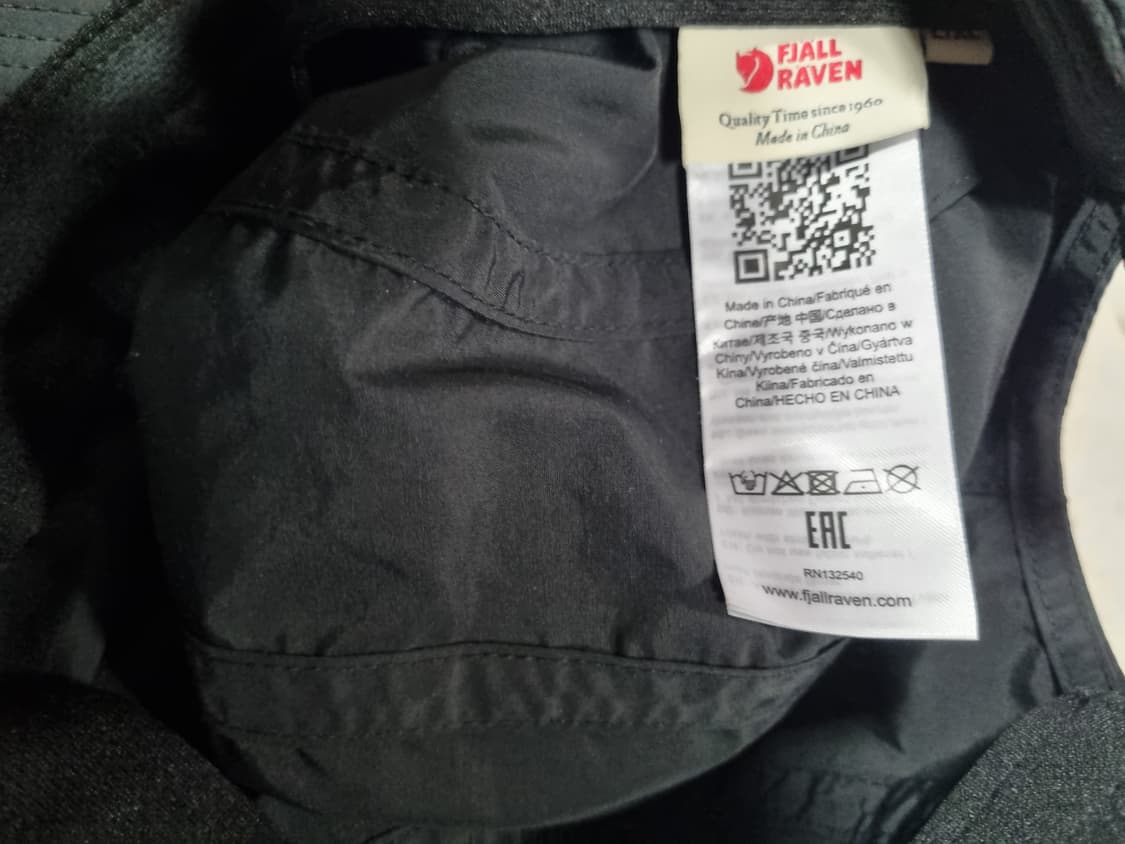 FJALL
RAVEN
Quality Time since 1960
Made in China
Made in China/Fabriqué en
China/产地 中国/Сделано в
Китае/제조국 중국/Wykonano w
Chiny/Vyrobeno v Čína/Gyártva
Kína/Vyrobené čína/Valmistettu
Kiina/Fabricado en
China/HECHO EN CHINA
EAC
RN132540
www.fjallraven.com